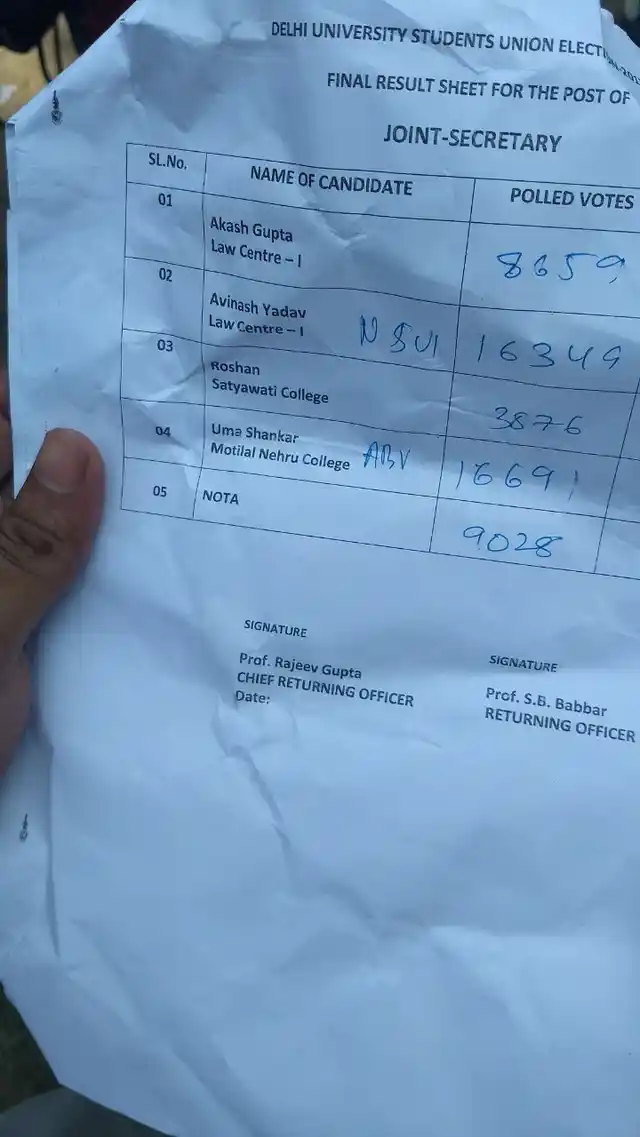 DELHI UNIVERSITY STUDENTS UNION
FINAL RESULT SHEET FOR THE POST OF
JOINT-SECRETARY
SL.No. NAME OF CANDIDATE POLLED VOTES
01 Akash Gupta
Law Centre – I 8659
02 Avinash Yadav
Law Centre – I NSUI 16349
03 Roshan
Satyawati College 3876
04 Uma Shankar
Motilal Nehru College ABV 16691
05 NOTA 9028
SIGNATURE SIGNATURE
Prof. Rajeev Gupta Prof. S.B. Babbar
CHIEF RETURNING OFFICER RETURNING OFFICER
Date: